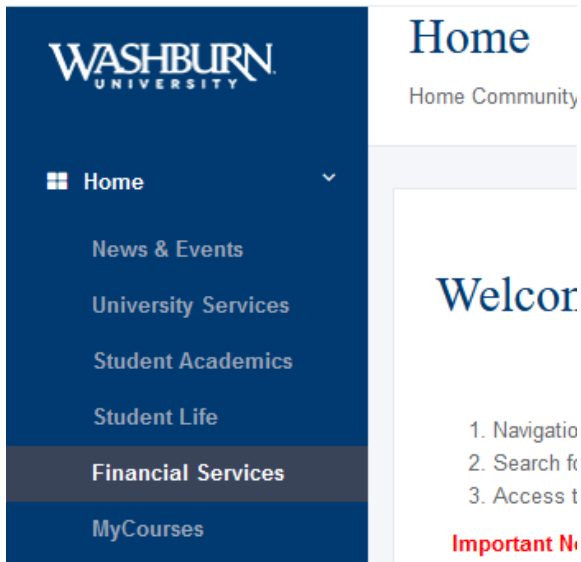 WASHBURN
UNIVERSITY
Home
News & Events
University Services
Student Academics
Student Life
Financial Services
MyCourses
Home
Home Community
1. Navigatio
2. Search fo
3. Access t
Important